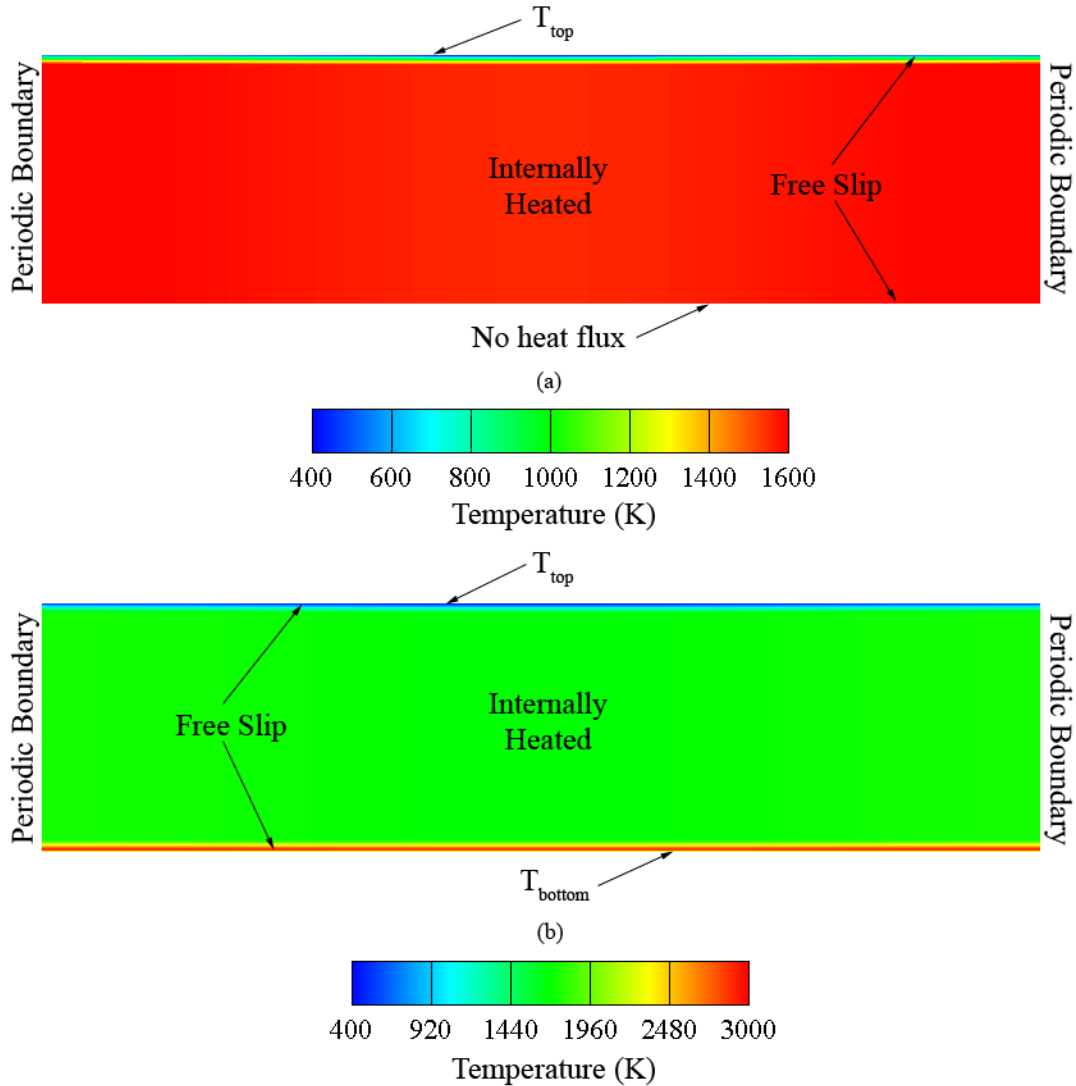 T_top
Periodic Boundary
Internally
Heated
Free Slip
Periodic Boundary
No heat flux
(a)
400 600 800 1000 1200 1400 1600
Temperature (K)
T_top
Periodic Boundary
Internally
Heated
Free Slip
Periodic Boundary
T_bottom
(b)
400 920 1440 1960 2480 3000
Temperature (K)